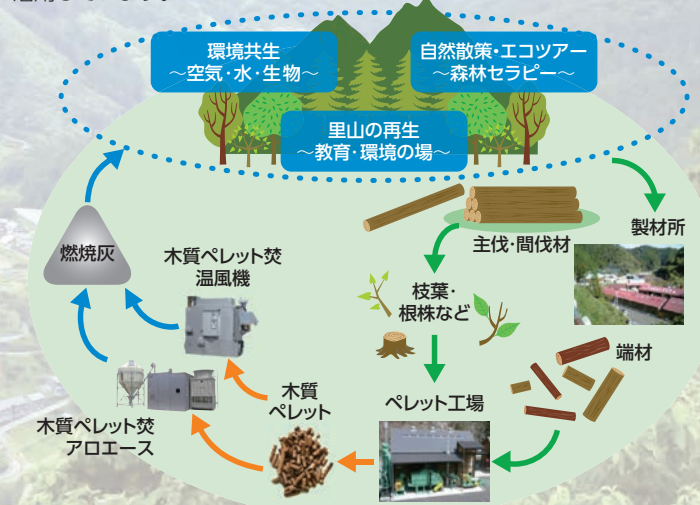 環境共生
～空気・水・生物～
自然散策・エコツアー
～森林セラピー～
里山の再生
～教育・環境の場～
製材所
主伐・間伐材
燃焼灰
木質ペレット焚
温風機
枝葉・
根株など
端材
木質
ペレット
ペレット工場
木質ペレット焚
アロエース